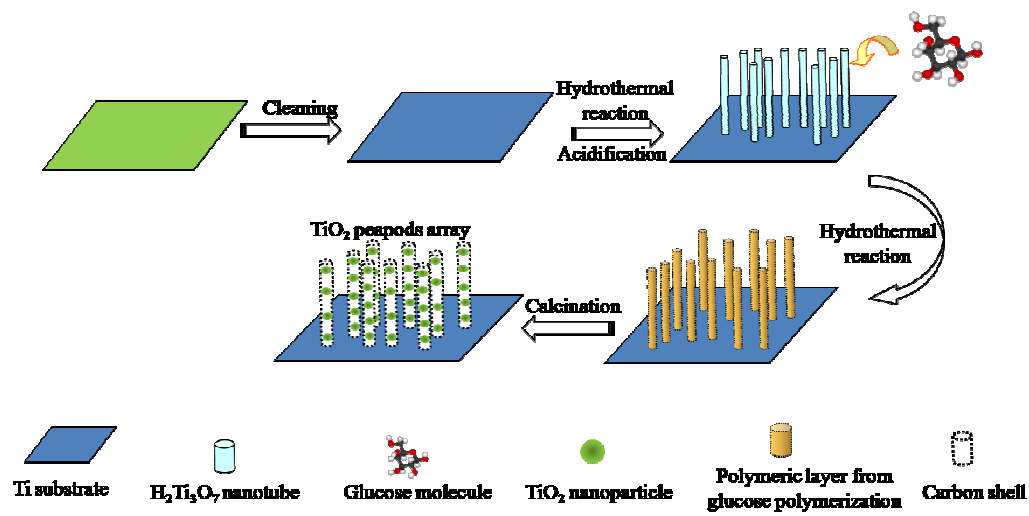 Cleaning
Hydrothermal
reaction
Acidification
Hydrothermal
reaction
TiO₂ peapods array
Calcination
Ti substrate
H₂Ti₃O₇ nanotube
Glucose molecule
TiO₂ nanoparticle
Polymeric layer from
glucose polymerization
Carbon shell